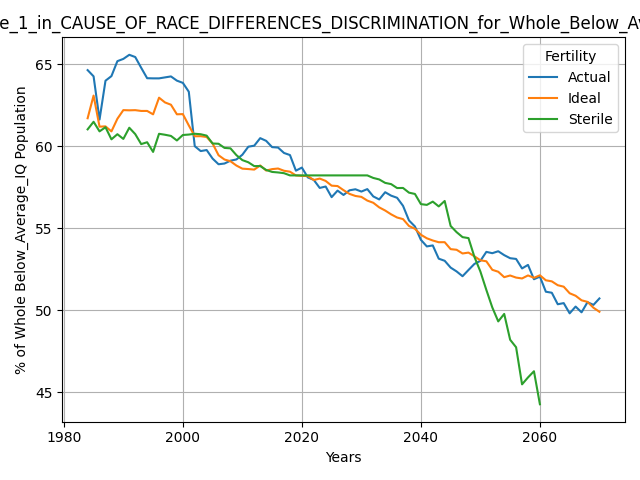 e_1_in_CAUSE_OF_RACE_DIFFERENCES_DISCRIMINATION_for_Whole_Below_Av
% of Whole Below_Average_IQ Population
65
60
55
50
45
Fertility
Actual
Ideal
Sterile
1980
2000
2020
2040
2060
Years